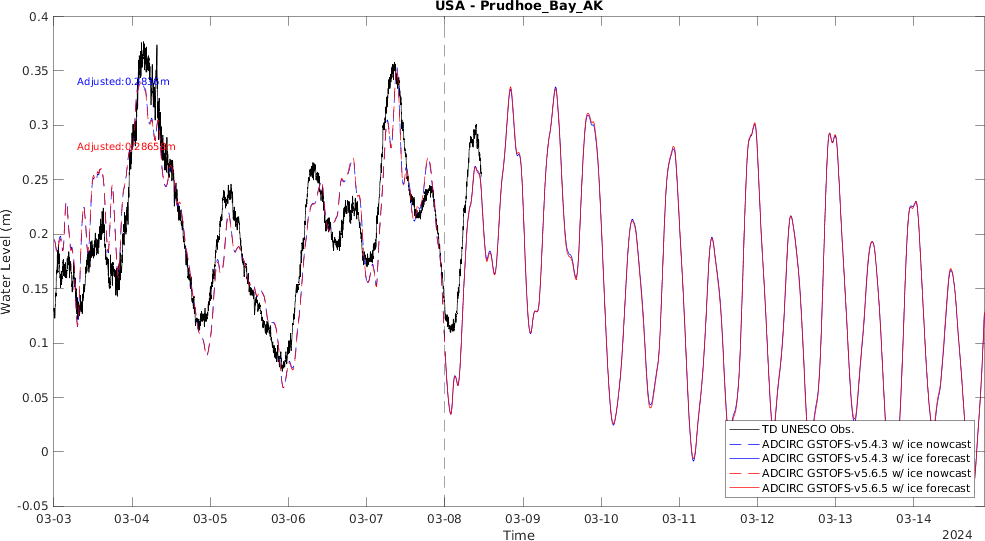 USA - Prudhoe_Bay_AK
0.4
0.35
0.3
0.25
0.2
0.15
0.1
0.05
0
-0.05
Water Level (m)
03-03 03-04 03-05 03-06 03-07 03-08 03-09 03-10 03-11 03-12 03-13 03-14
Time
2024
TD UNESCO Obs.
ADCIRC GSTOFS-v5.4.3 w/ ice nowcast
ADCIRC GSTOFS-v5.4.3 w/ ice forecast
ADCIRC GSTOFS-v5.6.5 w/ ice nowcast
ADCIRC GSTOFS-v5.6.5 w/ ice forecast